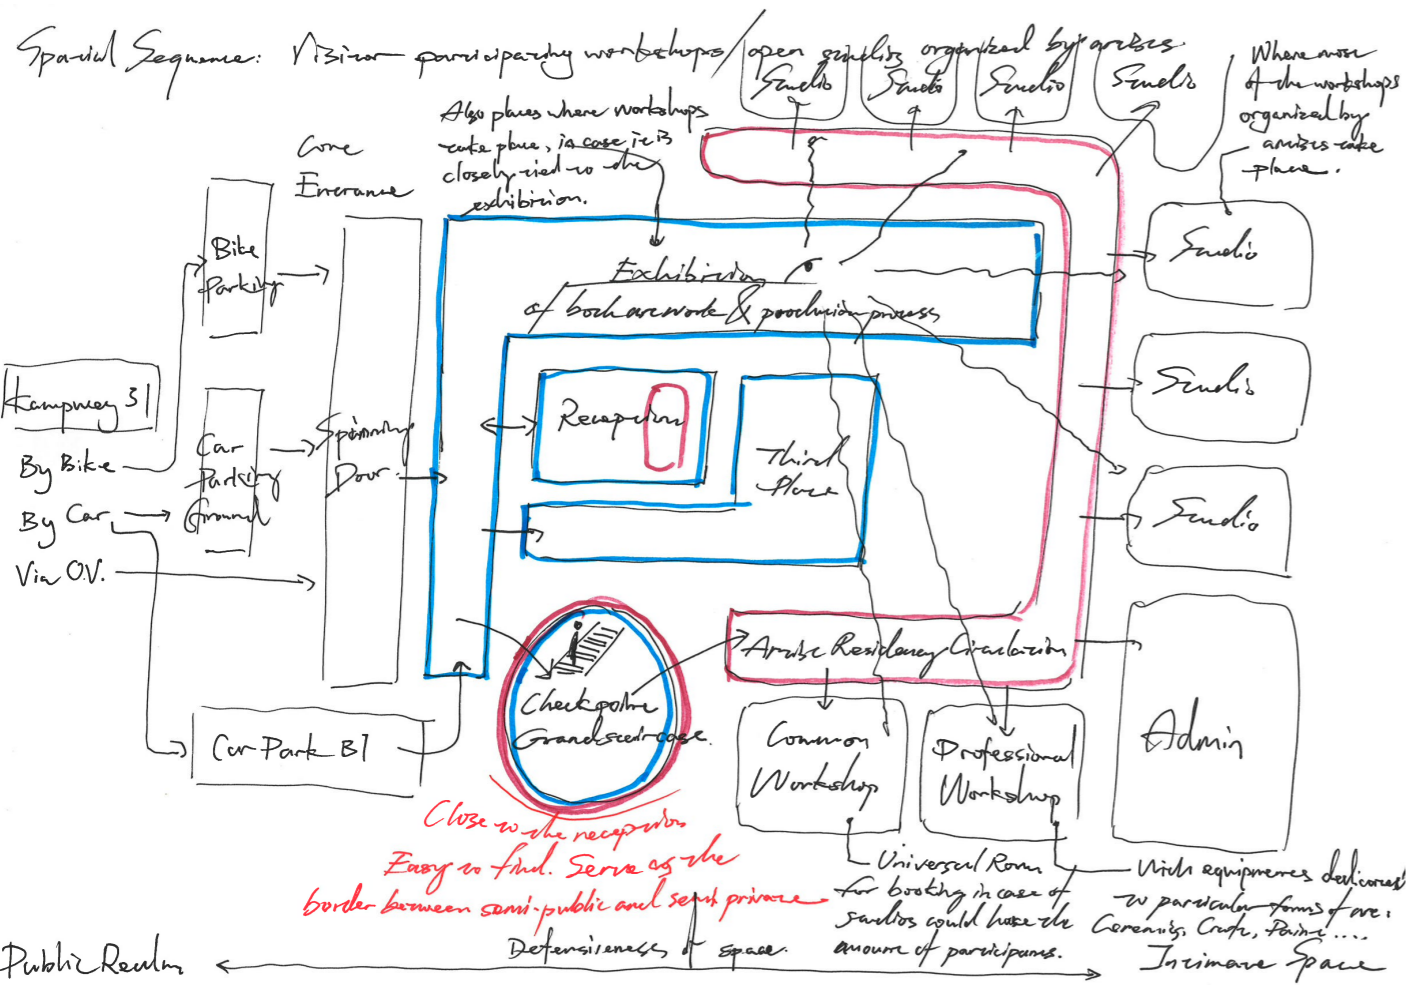 Spacial Sequence: Visitor participating workshops/open studios organized by artists.
Studio
Studio
Studio
Studio
Where most
of the workshops
organized by
artists take
place.
Also places where workshops
take place, in case it is
closely tied to the
exhibition.
Core
Entrance
Bike
Parking
Exhibition
of both artwork & production process
Studio
Kampweg 31
By Bike
By Car
Via O.V.
Car
Parking
Ground
Spinning
Door
Reception
Third
Place
Studio
Studio
Car Park B1
Checkpoint
Grand staircase.
Artist Residency Circulation
Common
Workshop
Professional
Workshop
Admin
Close to the reception
Easy to find. Serve as the
border between semi-public and semi private
Universal Room
for booking in case of
studios could host the
amount of participants.
With equipments dedicated
to particular forms of art:
Ceramics, Craft, Paint ....
Public Realm
Defensiveness of space.
Intimate Space